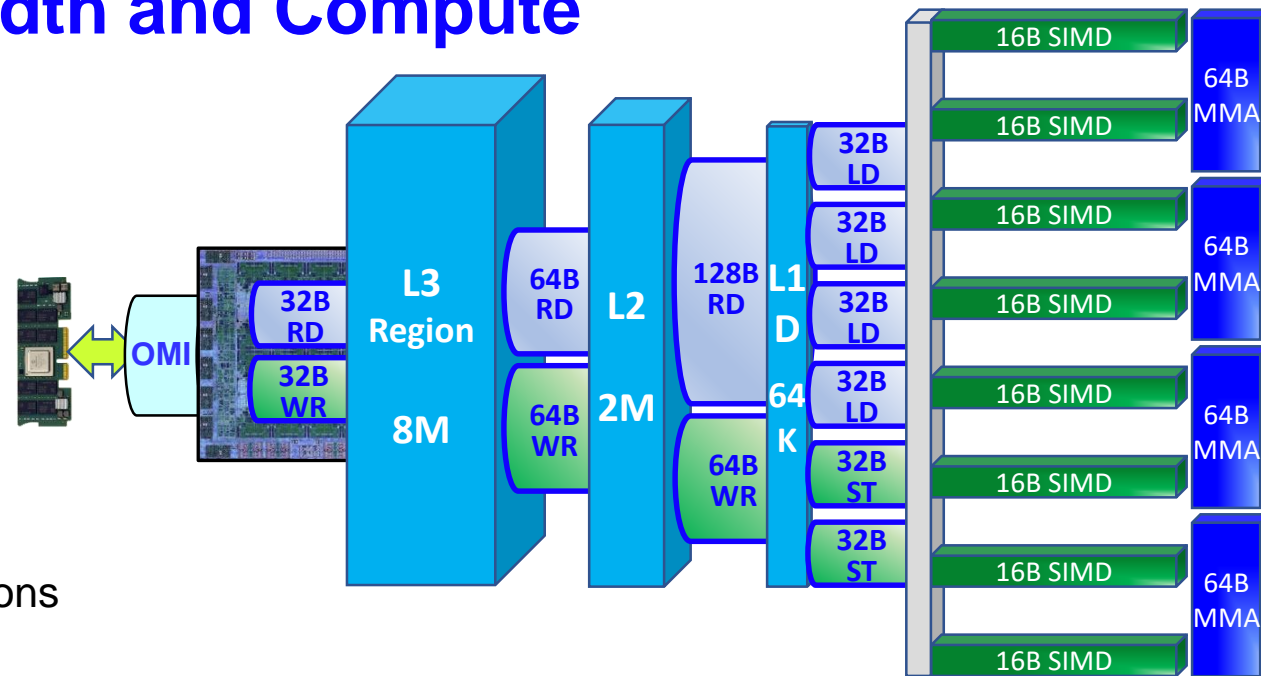 dth and Compute
OMI
32B
RD
32B
WR
L3
Region
8M
64B
RD
64B
WR
L2
2M
128B
RD
64B
WR
L1
D
64
K
32B
LD
32B
LD
32B
LD
32B
LD
32B
ST
32B
ST
16B SIMD
16B SIMD
16B SIMD
16B SIMD
16B SIMD
16B SIMD
16B SIMD
16B SIMD
64B
MMA
64B
MMA
64B
MMA
64B
MMA
ons